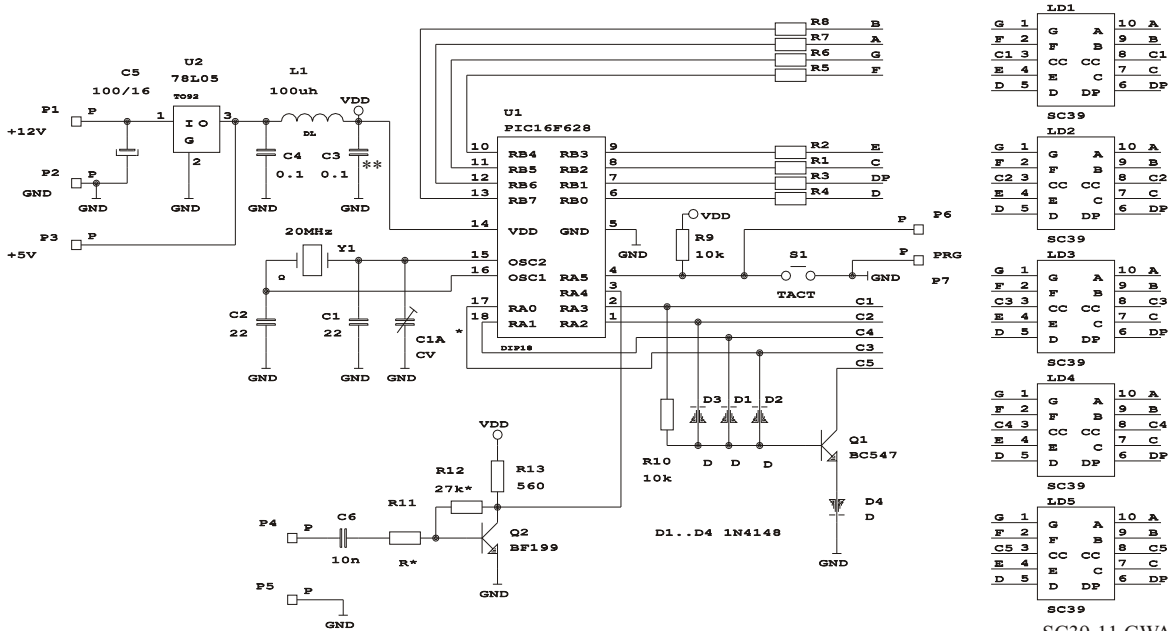 C5
100/16
U2
78L05
TO92
L1
100uh
VDD
P1 P
+12V
1 I O 3
G
2
DL
C4
0.1
C3
0.1
**
P2 P
GND
GND
GND
GND
GND
P3 P
+5V
20MHz
Y1
Q
C2
22
C1
22
C1A *
CV
GND
GND
GND
R8 B
R7 A
R6 G
R5 F
U1
PIC16F628
10 RB4 RB3 9
11 RB5 RB2 8
12 RB6 RB1 7
13 RB7 RB0 6
14 VDD GND 5
15 OSC2
16 OSC1 RA5 4
RA4 3
17 RA0 RA3 2
18 RA1 RA2 1
DIP18
R2 E
R1 C
R3 DP
R4 D
GND
VDD
R9
10k
P P6
P PRG
P7
S1
TACT
GND
C1
C2
C4
C3
C5
D3 D1 D2
D D D
R10
10k
Q1
BC547
D4
D
GND
D1..D4 1N4148
VDD
R12
27k*
R13
560
R11
R*
P4 P
C6
10n
Q2
BF199
GND
P5 P
GND
LD1
G 1 G A 10 A
F 2 F B 9 B
C1 3 CC CC 8 C1
E 4 E C 7 C
D 5 D DP 6 DP
SC39
LD2
G 1 G A 10 A
F 2 F B 9 B
C2 3 CC CC 8 C2
E 4 E C 7 C
D 5 D DP 6 DP
SC39
LD3
G 1 G A 10 A
F 2 F B 9 B
C3 3 CC CC 8 C3
E 4 E C 7 C
D 5 D DP 6 DP
SC39
LD4
G 1 G A 10 A
F 2 F B 9 B
C4 3 CC CC 8 C4
E 4 E C 7 C
D 5 D DP 6 DP
SC39
LD5
G 1 G A 10 A
F 2 F B 9 B
C5 3 CC CC 8 C5
E 4 E C 7 C
D 5 D DP 6 DP
SC39